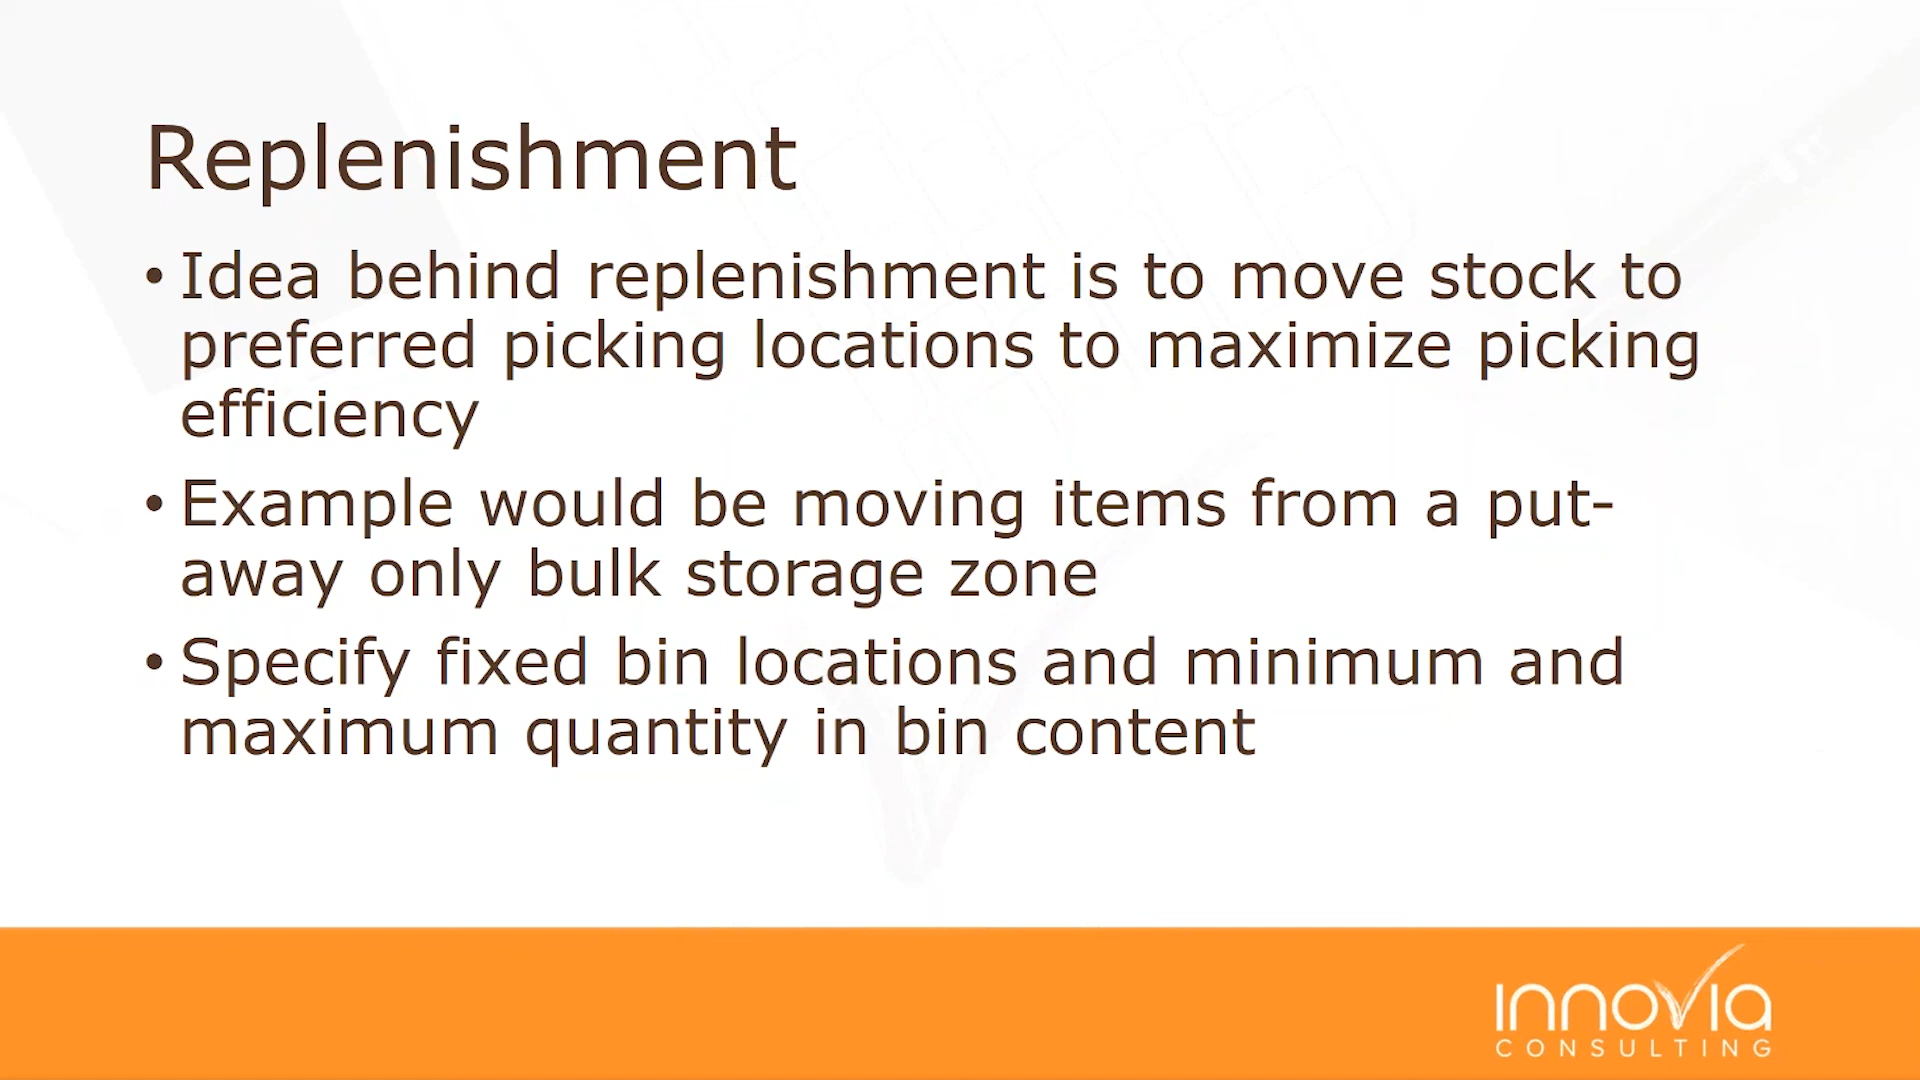 Replenishment
• Idea behind replenishment is to move stock to
preferred picking locations to maximize picking
efficiency
• Example would be moving items from a put-
away only bulk storage zone
• Specify fixed bin locations and minimum and
maximum quantity in bin content
innovia
CONSULTING